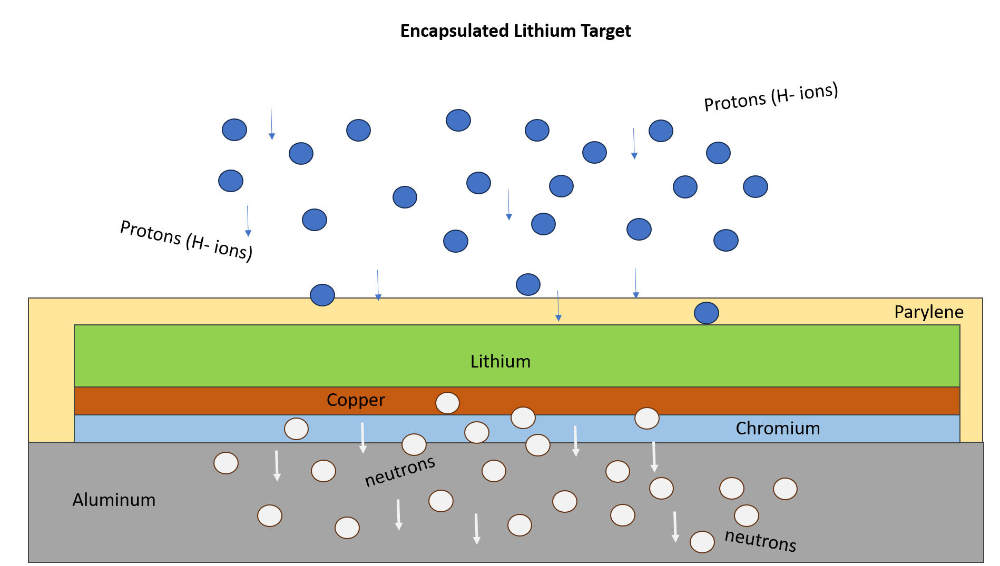 Encapsulated Lithium Target
Protons (H- ions)
Protons (H- ions)
Parylene
Lithium
Copper
Chromium
neutrons
Aluminum
neutrons